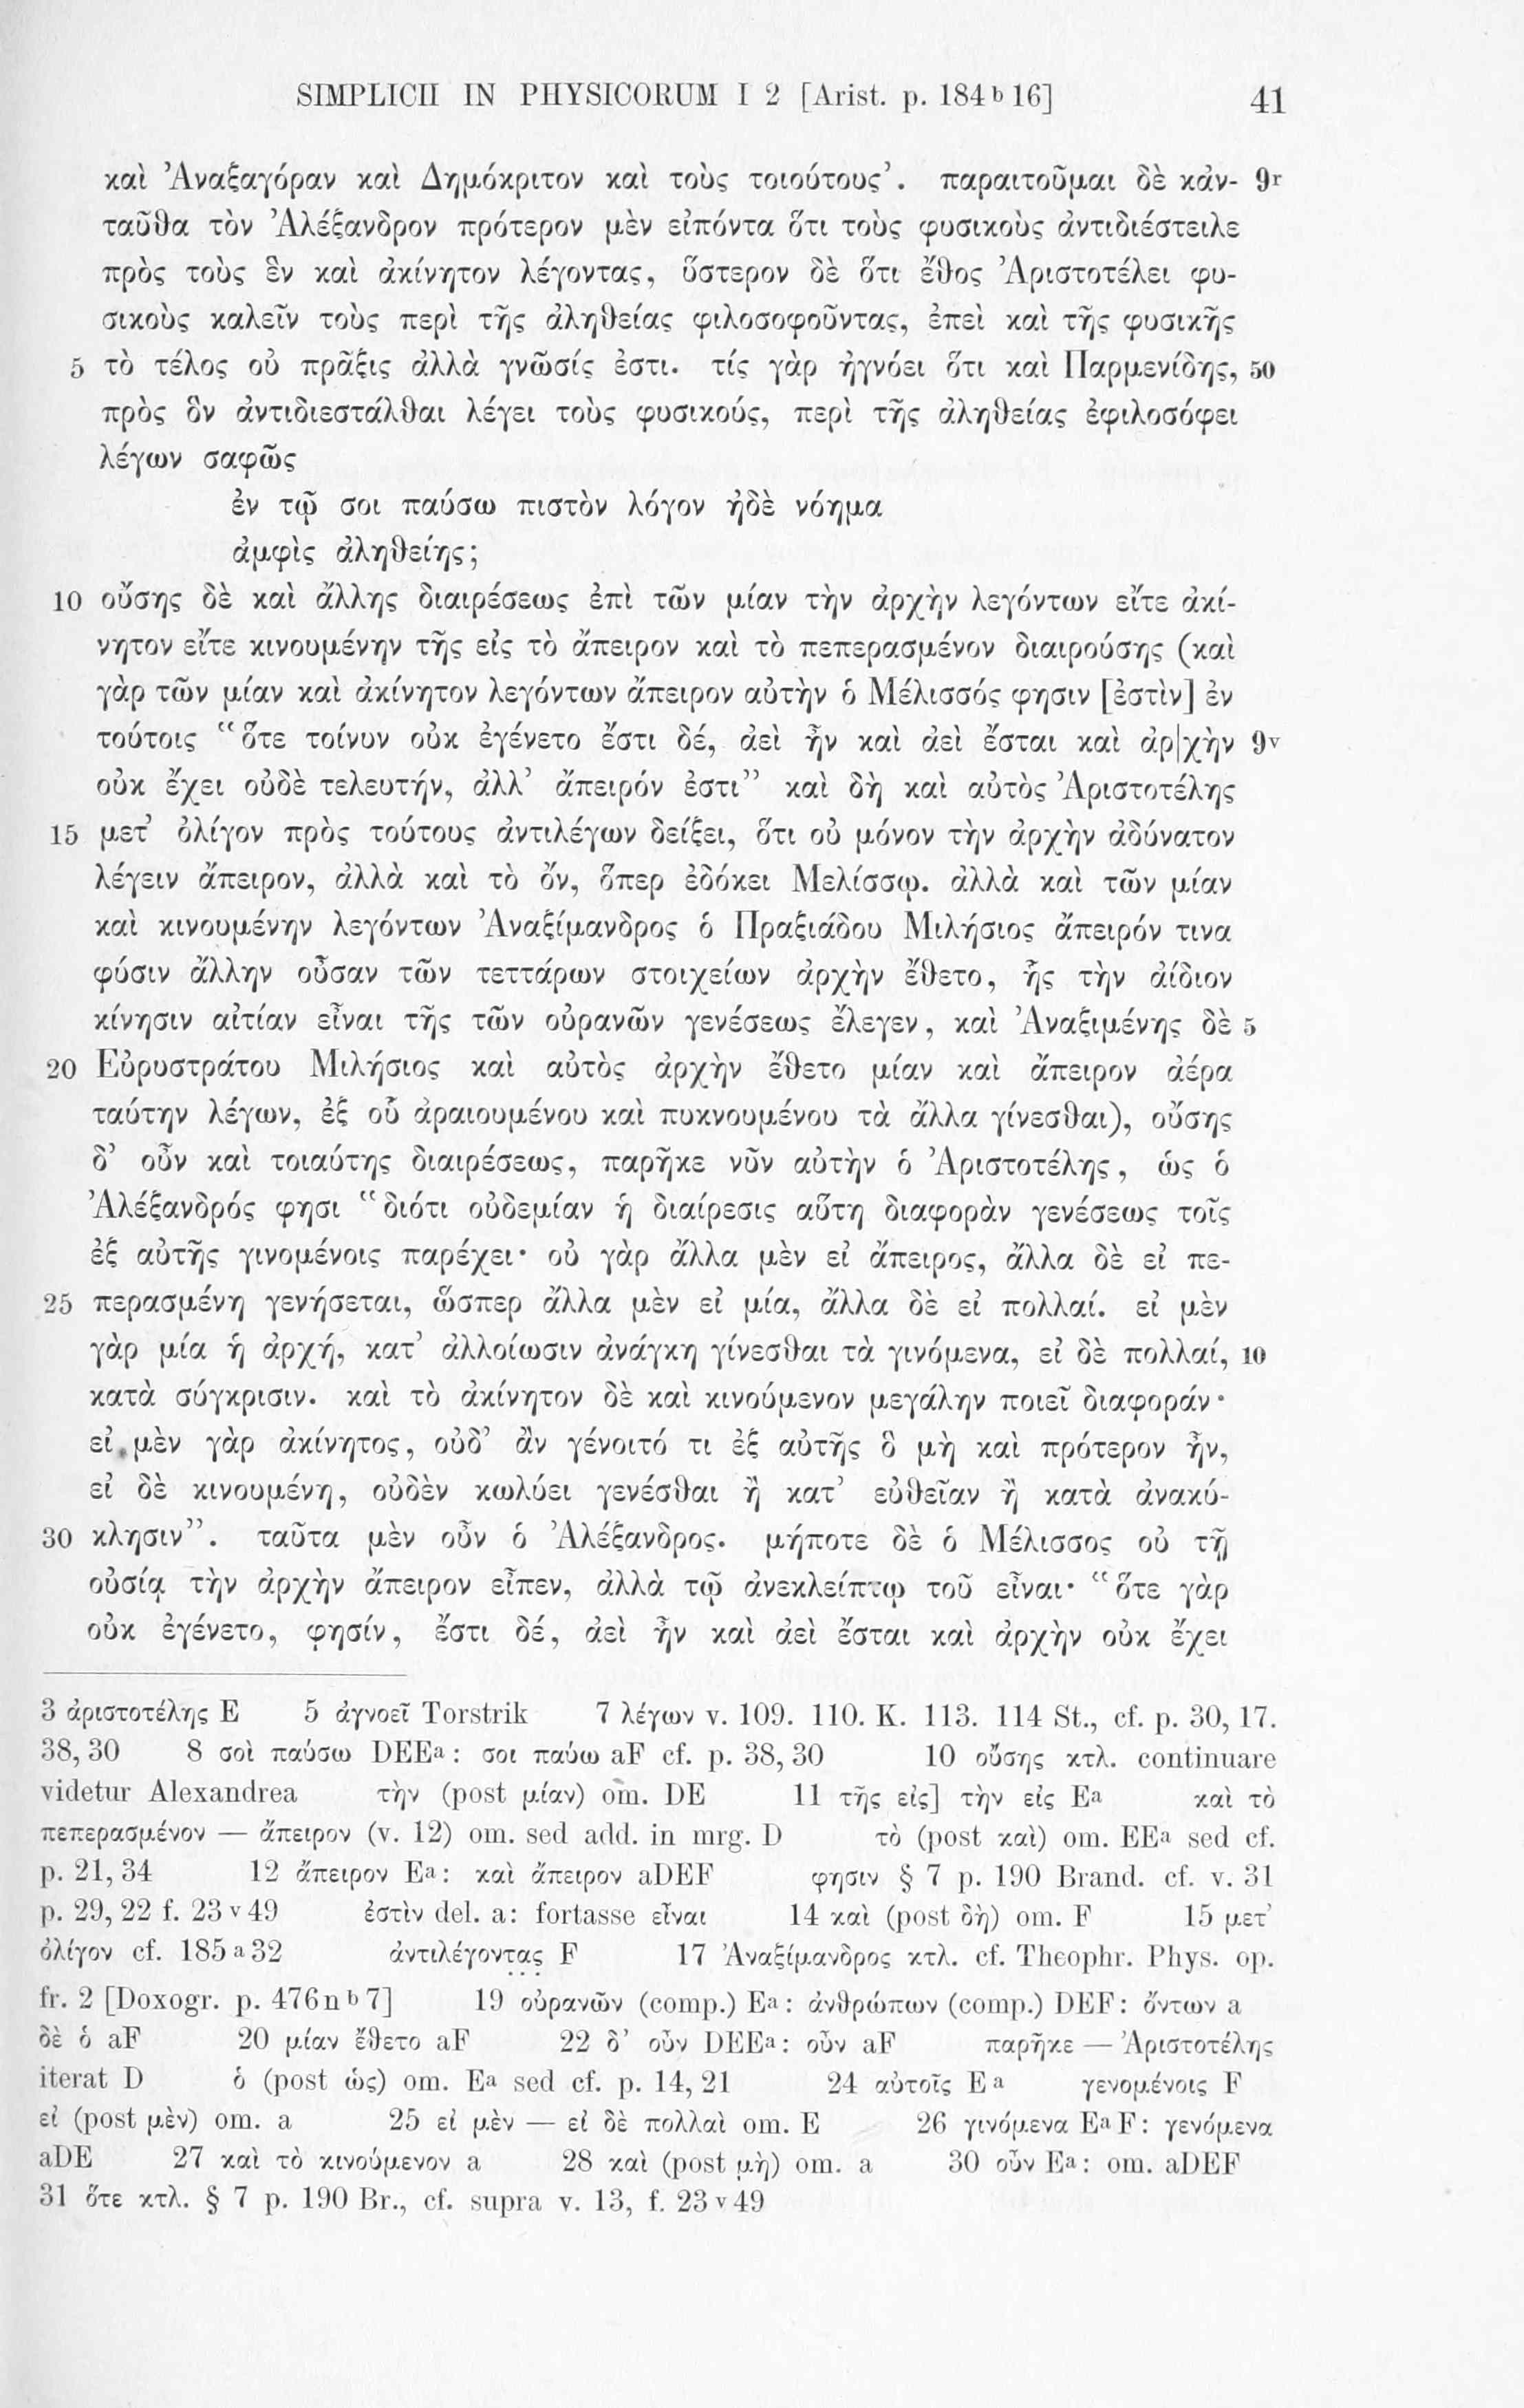 SIMPLICII IN PHYSICORUM I 2 [Arist. p. 184 b 16] 41
καὶ Ἀναξαγόραν καὶ Δημόκριτον καὶ τοὺς τοιούτους’. παραιτοῦμαι δὲ κἀν- 9r
ταῦθα τὸν Ἀλέξανδρον πρότερον μὲν εἰπόντα ὅτι τοὺς φυσικοὺς ἀντιδιέστειλε
πρὸς τοὺς ἓν καὶ ἀκίνητον λέγοντας, ὕστερον δὲ ὅτι ἔθος Ἀριστοτέλει φυ-
σικοὺς καλεῖν τοὺς περὶ τῆς ἀληθείας φιλοσοφοῦντας, ἐπεὶ καὶ τῆς φυσικῆς
5 τὸ τέλος οὐ πρᾶξις ἀλλὰ γνῶσίς ἐστι. τίς γὰρ ἠγνόει ὅτι καὶ Παρμενίδης, 50
πρὸς ὃν ἀντιδιεστάλθαι λέγει τοὺς φυσικούς, περὶ τῆς ἀληθείας ἐφιλοσόφει
λέγων σαφῶς
ἐν τῷ σοι παύσω πιστὸν λόγον ἠδὲ νόημα
ἀμφὶς ἀληθείης;
10 οὔσης δὲ καὶ ἄλλης διαιρέσεως ἐπὶ τῶν μίαν τὴν ἀρχὴν λεγόντων εἴτε ἀκί-
νητον εἴτε κινουμένην τῆς εἰς τὸ ἄπειρον καὶ τὸ πεπερασμένον διαιρούσης (καὶ
γὰρ τῶν μίαν καὶ ἀκίνητον λεγόντων ἄπειρον αὐτὴν ὁ Μέλισσός φησιν [ἐστὶν] ἐν
τούτοις “ὅτε τοίνυν οὐκ ἐγένετο ἔστι δέ, ἀεὶ ἦν καὶ ἀεὶ ἔσται καὶ ἀρ|χὴν 9v
οὐκ ἔχει οὐδὲ τελευτήν, ἀλλ’ ἄπειρόν ἐστι” καὶ δὴ καὶ αὐτὸς Ἀριστοτέλης
15 μετ’ ὀλίγον πρὸς τούτους ἀντιλέγων δείξει, ὅτι οὐ μόνον τὴν ἀρχὴν ἀδύνατον
λέγειν ἄπειρον, ἀλλὰ καὶ τὸ ὄν, ὅπερ ἐδόκει Μελίσσῳ. ἀλλὰ καὶ τῶν μίαν
καὶ κινουμένην λεγόντων Ἀναξίμανδρος ὁ Πραξιάδου Μιλήσιος ἄπειρόν τινα
φύσιν ἄλλην οὖσαν τῶν τεττάρων στοιχείων ἀρχὴν ἔθετο, ἧς τὴν ἀίδιον
κίνησιν αἰτίαν εἶναι τῆς τῶν οὐρανῶν γενέσεως ἔλεγεν, καὶ Ἀναξιμένης δὲ 5
20 Εὐρυστράτου Μιλήσιος καὶ αὐτὸς ἀρχὴν ἔθετο μίαν καὶ ἄπειρον ἀέρα
ταύτην λέγων, ἐξ οὗ ἀραιουμένου καὶ πυκνουμένου τὰ ἄλλα γίνεσθαι), οὔσης
δ’ οὖν καὶ τοιαύτης διαιρέσεως, παρῆκε νῦν αὐτὴν ὁ Ἀριστοτέλης, ὡς ὁ
Ἀλέξανδρός φησι “διότι οὐδεμίαν ἡ διαίρεσις αὕτη διαφορὰν γενέσεως τοῖς
ἐξ αὐτῆς γινομένοις παρέχει· οὐ γὰρ ἄλλα μὲν εἰ ἄπειρος, ἄλλα δὲ εἰ πε-
25 περασμένη γενήσεται, ὥσπερ ἄλλα μὲν εἰ μία, ἄλλα δὲ εἰ πολλαί. εἰ μὲν
γὰρ μία ἡ ἀρχή, κατ’ ἀλλοίωσιν ἀνάγκη γίνεσθαι τὰ γινόμενα, εἰ δὲ πολλαί, 10
κατὰ σύγκρισιν. καὶ τὸ ἀκίνητον δὲ καὶ κινούμενον μεγάλην ποιεῖ διαφοράν·
εἰ μὲν γὰρ ἀκίνητος, οὐδ’ ἂν γένοιτό τι ἐξ αὐτῆς ὃ μὴ καὶ πρότερον ἦν,
εἰ δὲ κινουμένη, οὐδὲν κωλύει γενέσθαι ἢ κατ’ εὐθεῖαν ἢ κατὰ ἀνακύ-
30 κλησιν”. ταῦτα μὲν οὖν ὁ Ἀλέξανδρος. μήποτε δὲ ὁ Μέλισσος οὐ τῇ
οὐσίᾳ τὴν ἀρχὴν ἄπειρον εἶπεν, ἀλλὰ τῷ ἀνεκλείπτῳ τοῦ εἶναι· “ὅτε γὰρ
οὐκ ἐγένετο, φησίν, ἔστι δέ, ἀεὶ ἦν καὶ ἀεὶ ἔσται καὶ ἀρχὴν οὐκ ἔχει
3 ἀριστοτέλης E 5 ἀγνοεῖ Torstrik 7 λέγων v. 109. 110. K. 113. 114 St., cf. p. 30, 17.
38, 30 8 σοὶ παύσω DEEa: σοι παύω aF cf. p. 38, 30 10 οὔσης κτλ. continuare
videtur Alexandrea τὴν (post μίαν) om. DE 11 τῆς εἰς] τὴν εἰς Ea καὶ τὸ
πεπερασμένον — ἄπειρον (v. 12) om. sed add. in mrg. D τὸ (post καὶ) om. EEa sed cf.
p. 21, 34 12 ἄπειρον Ea: καὶ ἄπειρον aDEF φησιν § 7 p. 190 Brand. cf. v. 31
p. 29, 22 f. 23 v 49 ἐστὶν del. a: fortasse εἶναι 14 καὶ (post δὴ) om. F 15 μετ’
ὀλίγον cf. 185 a 32 ἀντιλέγοντας F 17 Ἀναξίμανδρος κτλ. cf. Theophr. Phys. op.
fr. 2 [Doxogr. p. 476 n b 7] 19 οὐρανῶν (comp.) Ea: ἀνθρώπων (comp.) DEF: ὄντων a
δὲ ὁ aF 20 μίαν ἔθετο aF 22 δ’ οὖν DEEa: οὖν aF παρῆκε — Ἀριστοτέλης
iterat D ὁ (post ὡς) om. Ea sed cf. p. 14, 21 24 αὐτοῖς Ea γενομένοις F
εἰ (post μὲν) om. a 25 εἰ μὲν — εἰ δὲ πολλαὶ om. E 26 γινόμενα EaF: γενόμενα
aDE 27 καὶ τὸ κινούμενον a 28 καὶ (post μὴ) om. a 30 οὖν Ea: om. aDEF
31 ὅτε κτλ. § 7 p. 190 Br., cf. supra v. 13, f. 23 v 49